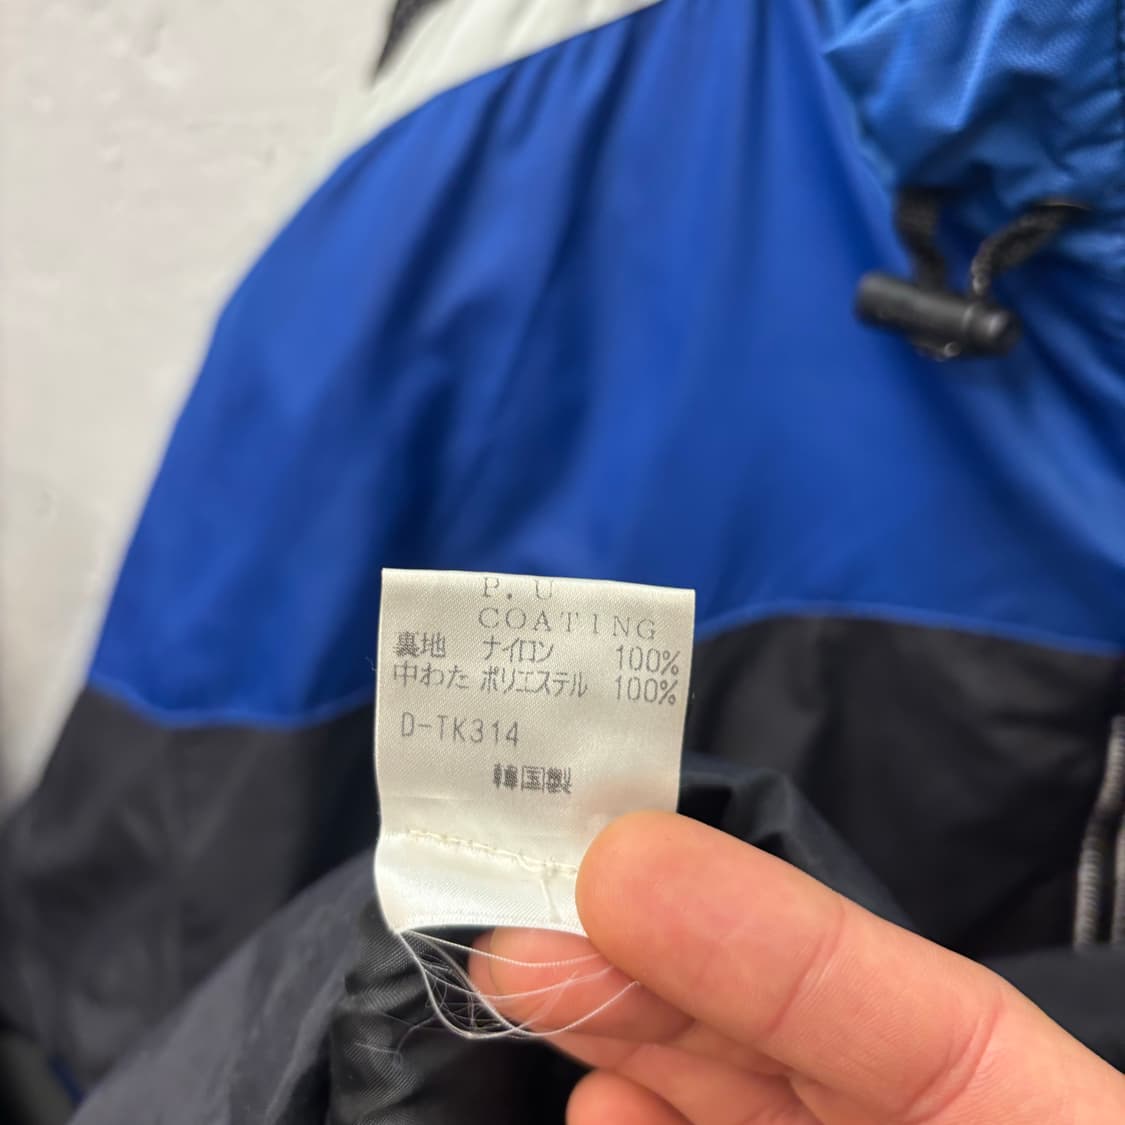 P. U
COATING
裏地 ナイロン 100%
中わた ポリエステル 100%
D-TK314
韓国製